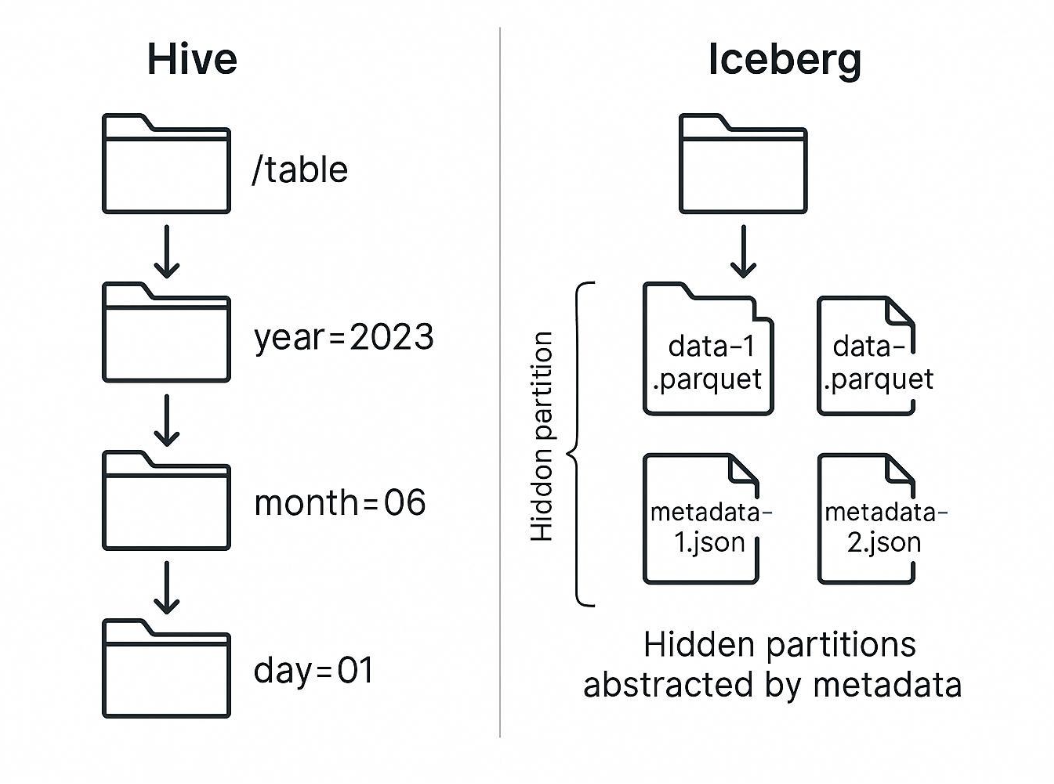 Hive
/table
year=2023
month=06
day=01
Iceberg
Hiddon partition
data-1
.parquet
data-
.parquet
metadata-
1.json
metadata-
2.json
Hidden partitions
abstracted by metadata